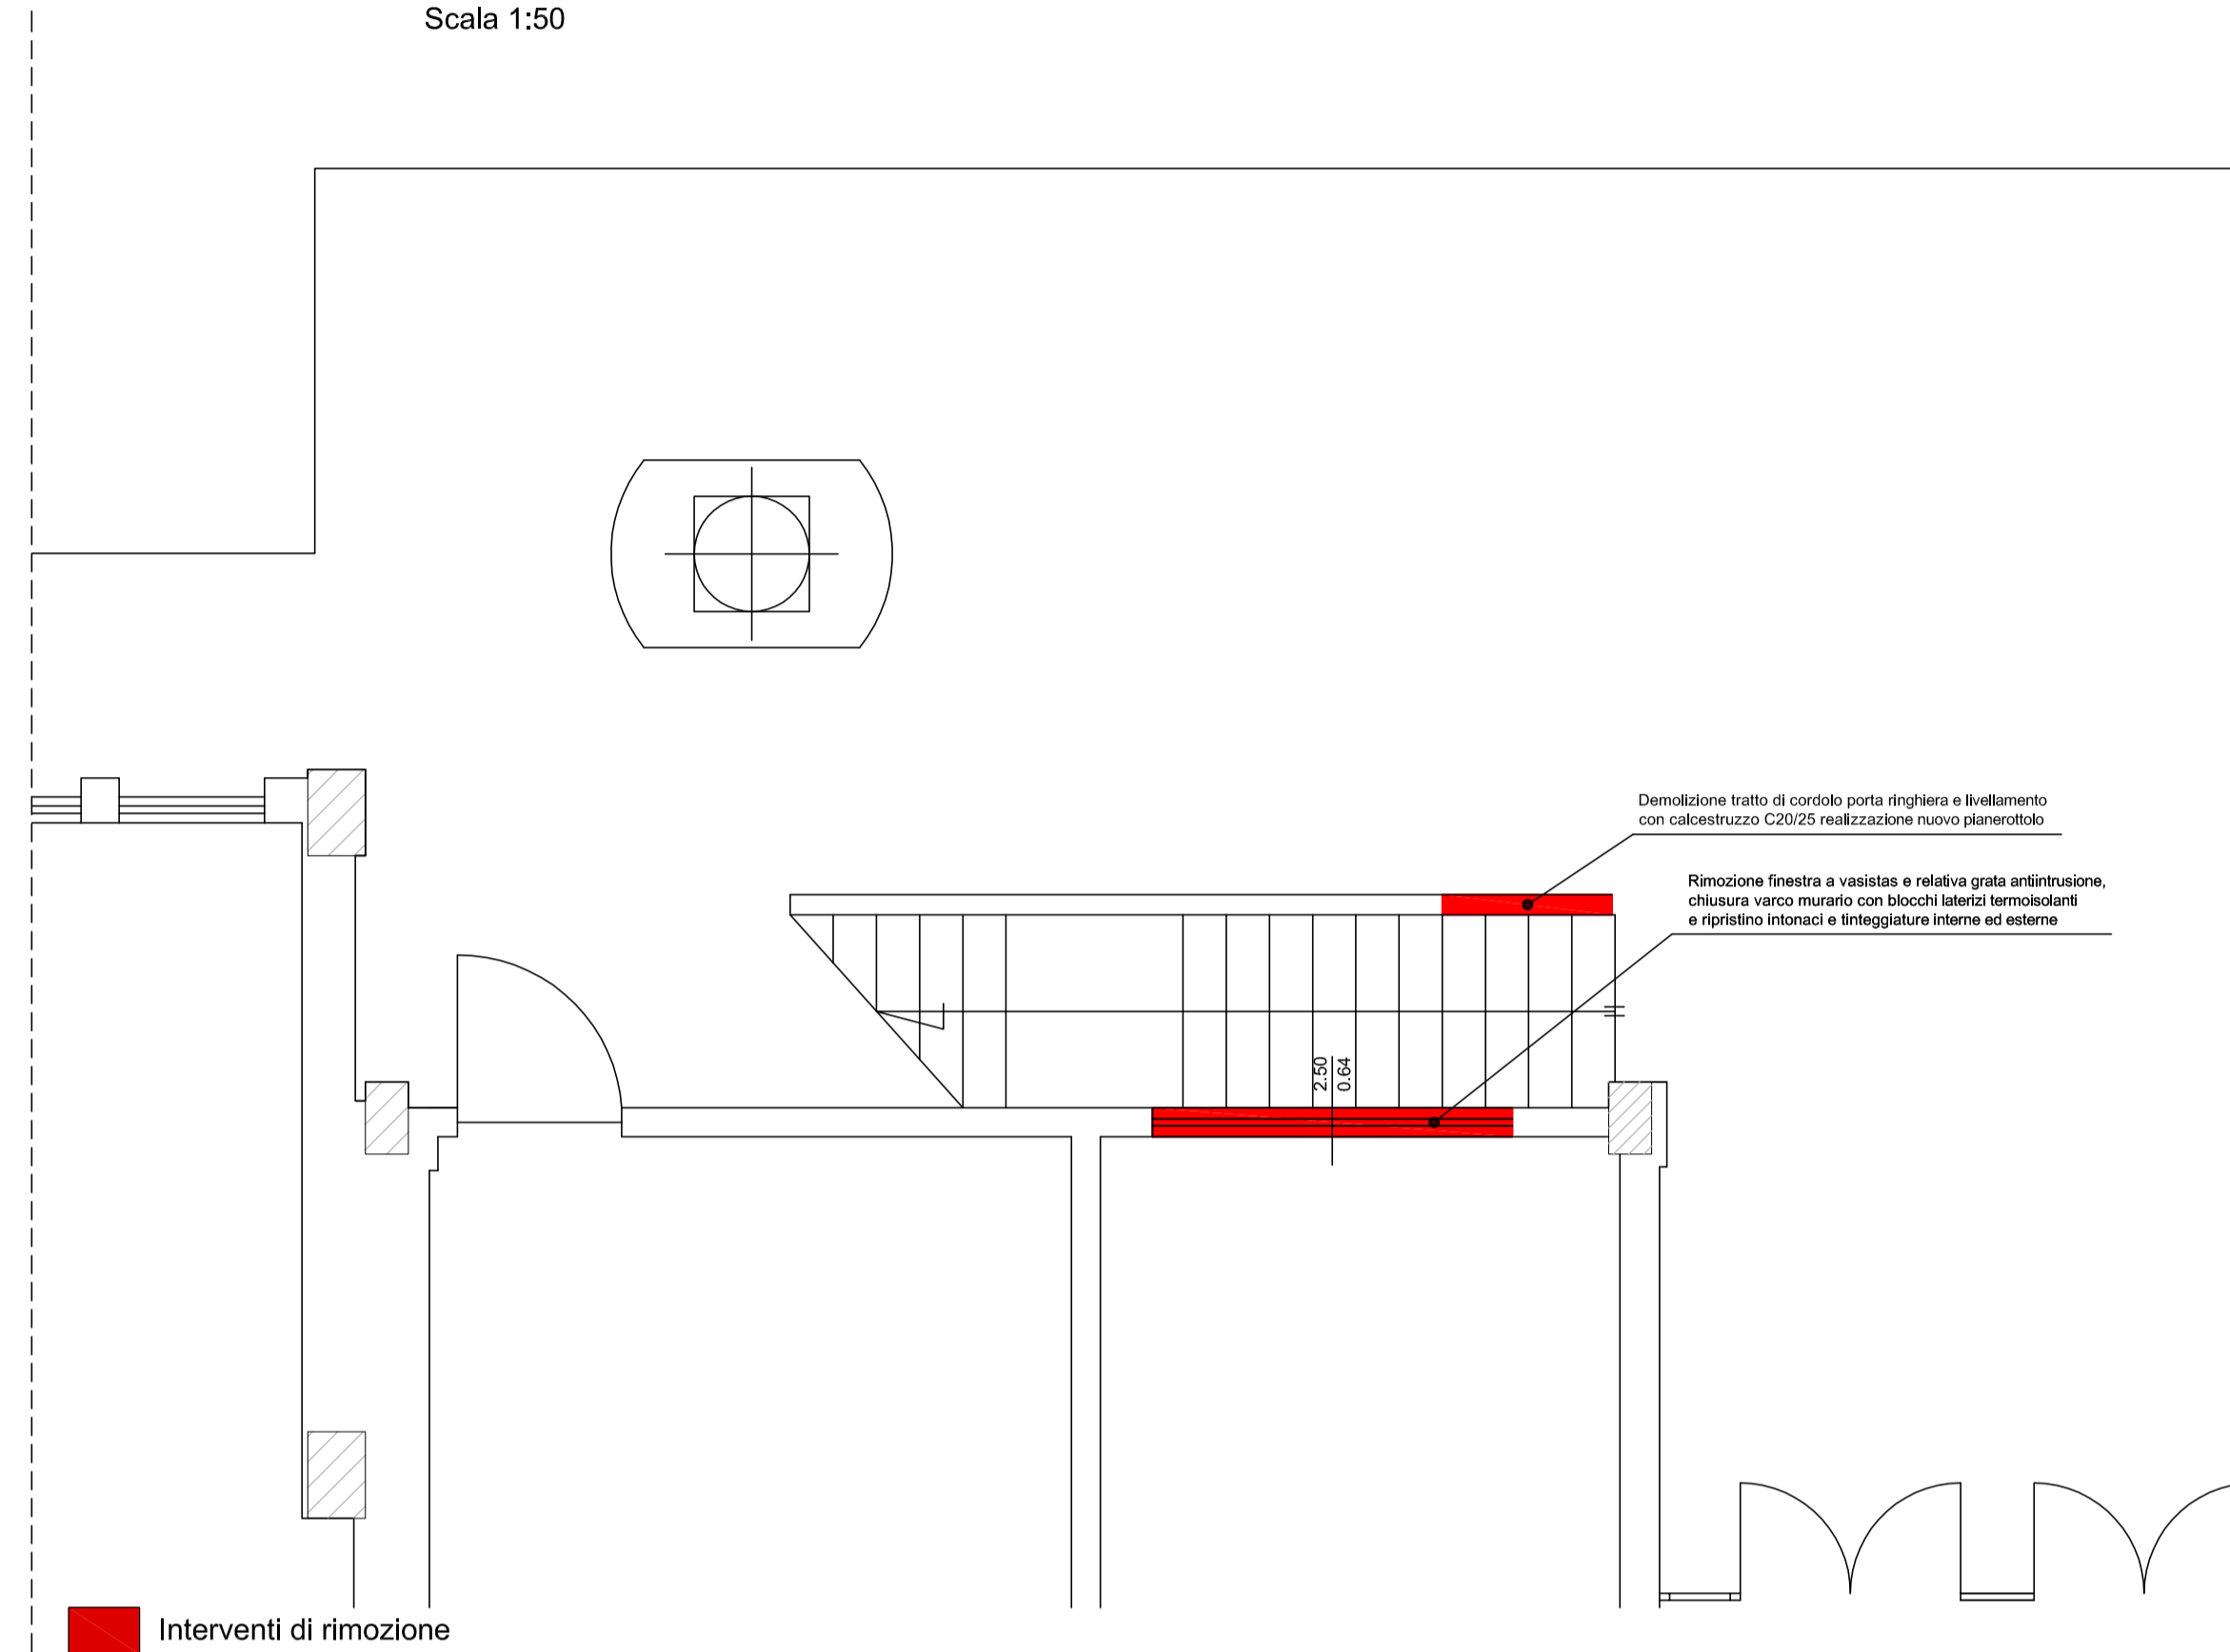 Scala 1:50
Demolizione tratto di cordolo porta ringhiera e livellamento
con calcestruzzo C20/25 realizzazione nuovo pianerottolo
Rimozione finestra a vasistas e relativa grata antiintrusione,
chiusura varco murario con blocchi laterizi termoisolanti
e ripristino intonaci e tinteggiature interne ed esterne
2.50
0.64
Interventi di rimozione